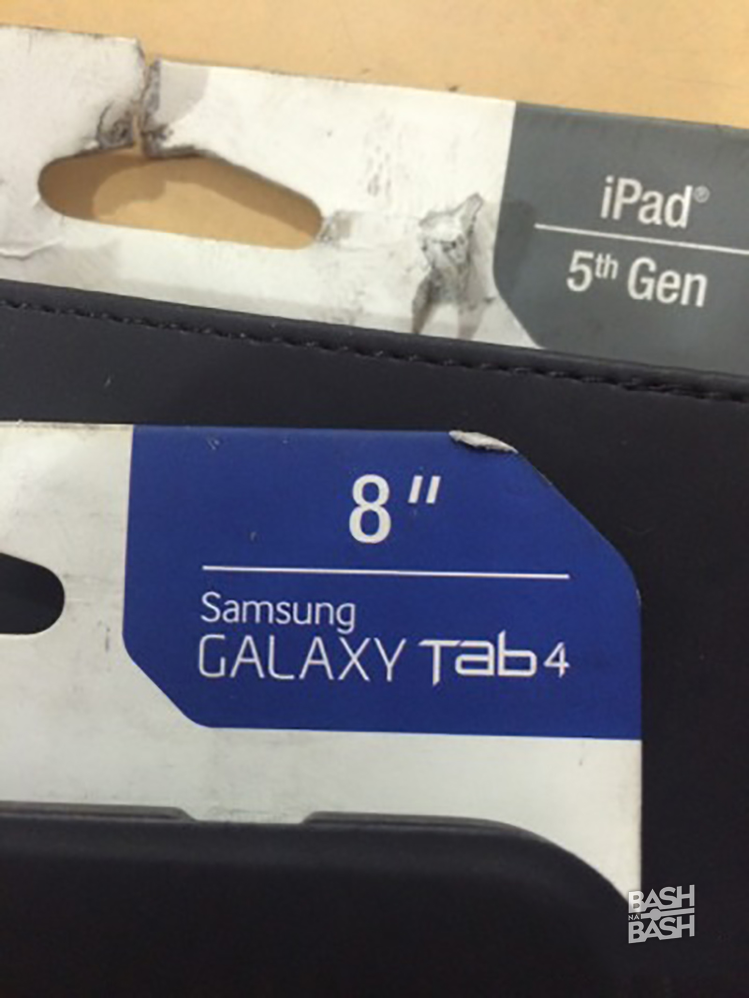 iPad®
5th Gen
8"
Samsung
GALAXY Tab4
BASH
NA
BASH